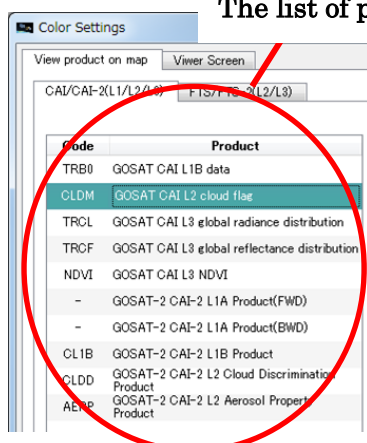 The list of p
Color Settings
View product on map Viwer Screen
CAI/CAI-2(L1/L2/L3) FTS/FTS-2(L2/L3)
Code Product
TRB0 GOSAT CAI L1B data
CLDM GOSAT CAI L2 cloud flag
TRCL GOSAT CAI L3 global radiance distribution
TRCF GOSAT CAI L3 global reflectance distribution
NDVI GOSAT CAI L3 NDVI
- GOSAT-2 CAI-2 L1A Product(FWD)
- GOSAT-2 CAI-2 L1A Product(BWD)
CL1B GOSAT-2 CAI-2 L1B Product
CLDD GOSAT-2 CAI-2 L2 Cloud Discrimination
Product
AERP GOSAT-2 CAI-2 L2 Aerosol Property
Product